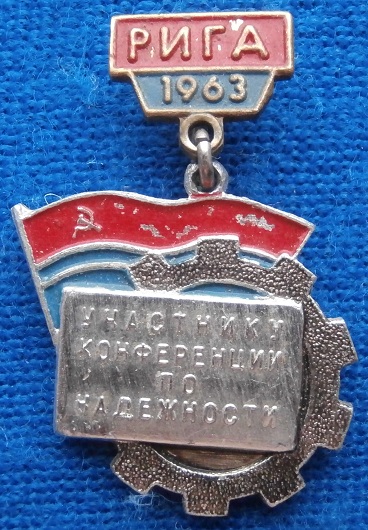 РИГА
1963
УЧАСТНИКУ
КОНФЕРЕНЦИИ
ПО
НАДЕЖНОСТИ